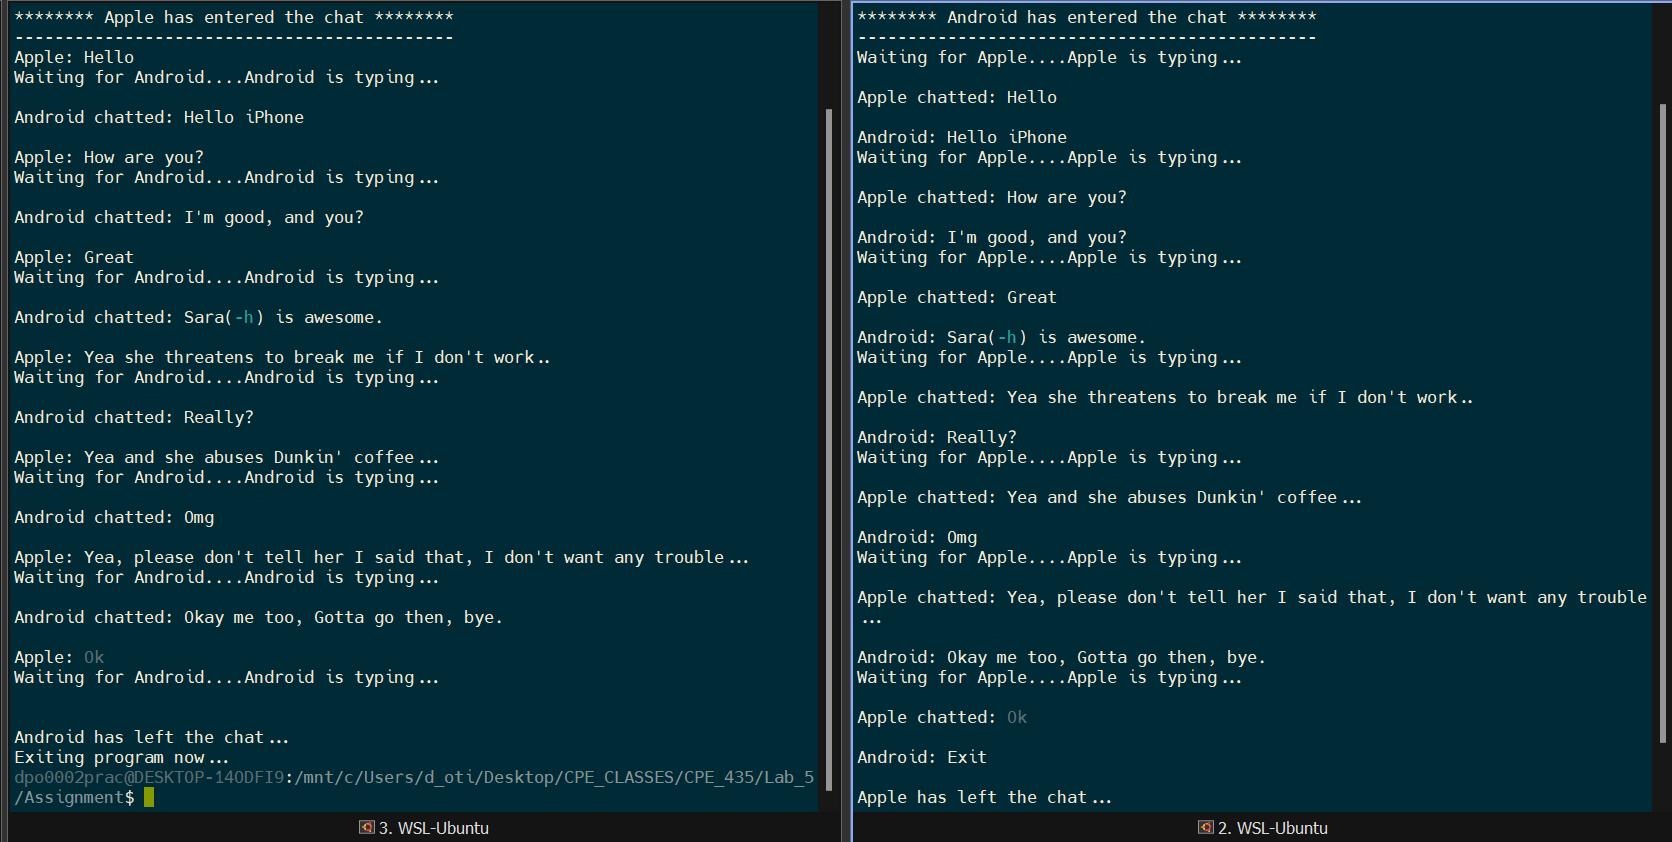 ******** Apple has entered the chat ********
--------------------------------------------
Apple: Hello
Waiting for Android....Android is typing...

Android chatted: Hello iPhone

Apple: How are you?
Waiting for Android....Android is typing...

Android chatted: I'm good, and you?

Apple: Great
Waiting for Android....Android is typing...

Android chatted: Sara(-h) is awesome.

Apple: Yea she threatens to break me if I don't work..
Waiting for Android....Android is typing...

Android chatted: Really?

Apple: Yea and she abuses Dunkin' coffee...
Waiting for Android....Android is typing...

Android chatted: Omg

Apple: Yea, please don't tell her I said that, I don't want any trouble...
Waiting for Android....Android is typing...

Android chatted: Okay me too, Gotta go then, bye.

Apple: Ok
Waiting for Android....Android is typing...


Android has left the chat...
Exiting program now...
dpo0002prac@DESKTOP-14ODFI9:/mnt/c/Users/d_oti/Desktop/CPE_CLASSES/CPE_435/Lab_5
/Assignment$
3. WSL-Ubuntu
******** Android has entered the chat ********
----------------------------------------------
Waiting for Apple....Apple is typing...

Apple chatted: Hello

Android: Hello iPhone
Waiting for Apple....Apple is typing...

Apple chatted: How are you?

Android: I'm good, and you?
Waiting for Apple....Apple is typing...

Apple chatted: Great

Android: Sara(-h) is awesome.
Waiting for Apple....Apple is typing...

Apple chatted: Yea she threatens to break me if I don't work..

Android: Really?
Waiting for Apple....Apple is typing...

Apple chatted: Yea and she abuses Dunkin' coffee...

Android: Omg
Waiting for Apple....Apple is typing...

Apple chatted: Yea, please don't tell her I said that, I don't want any trouble
...

Android: Okay me too, Gotta go then, bye.
Waiting for Apple....Apple is typing...

Apple chatted: Ok

Android: Exit

Apple has left the chat...
2. WSL-Ubuntu